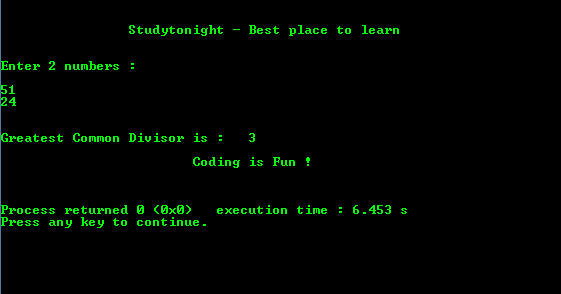 Studytonight - Best place to learn
Enter 2 numbers :
51
24
Greatest Common Divisor is : 3
Coding is Fun !
Process returned 0 (0x0) execution time : 6.453 s
Press any key to continue.